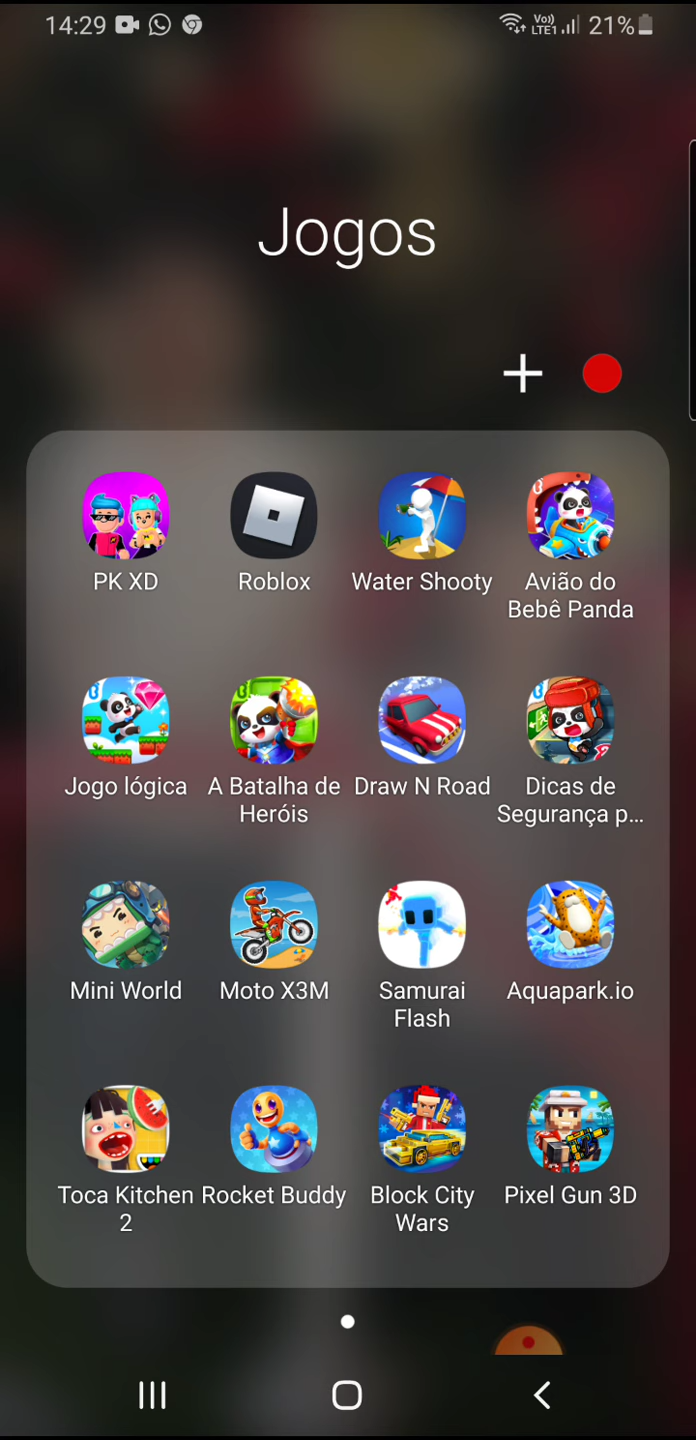 14:29
Vo)) LTE1 21%
Jogos
PK XD
Roblox
Water Shooty
Avião do
Bebê Panda
Jogo lógica
A Batalha de
Heróis
Draw N Road
Dicas de
Segurança p...
Mini World
Moto X3M
Samurai
Flash
Aquapark.io
Toca Kitchen
2
Rocket Buddy
Block City
Wars
Pixel Gun 3D